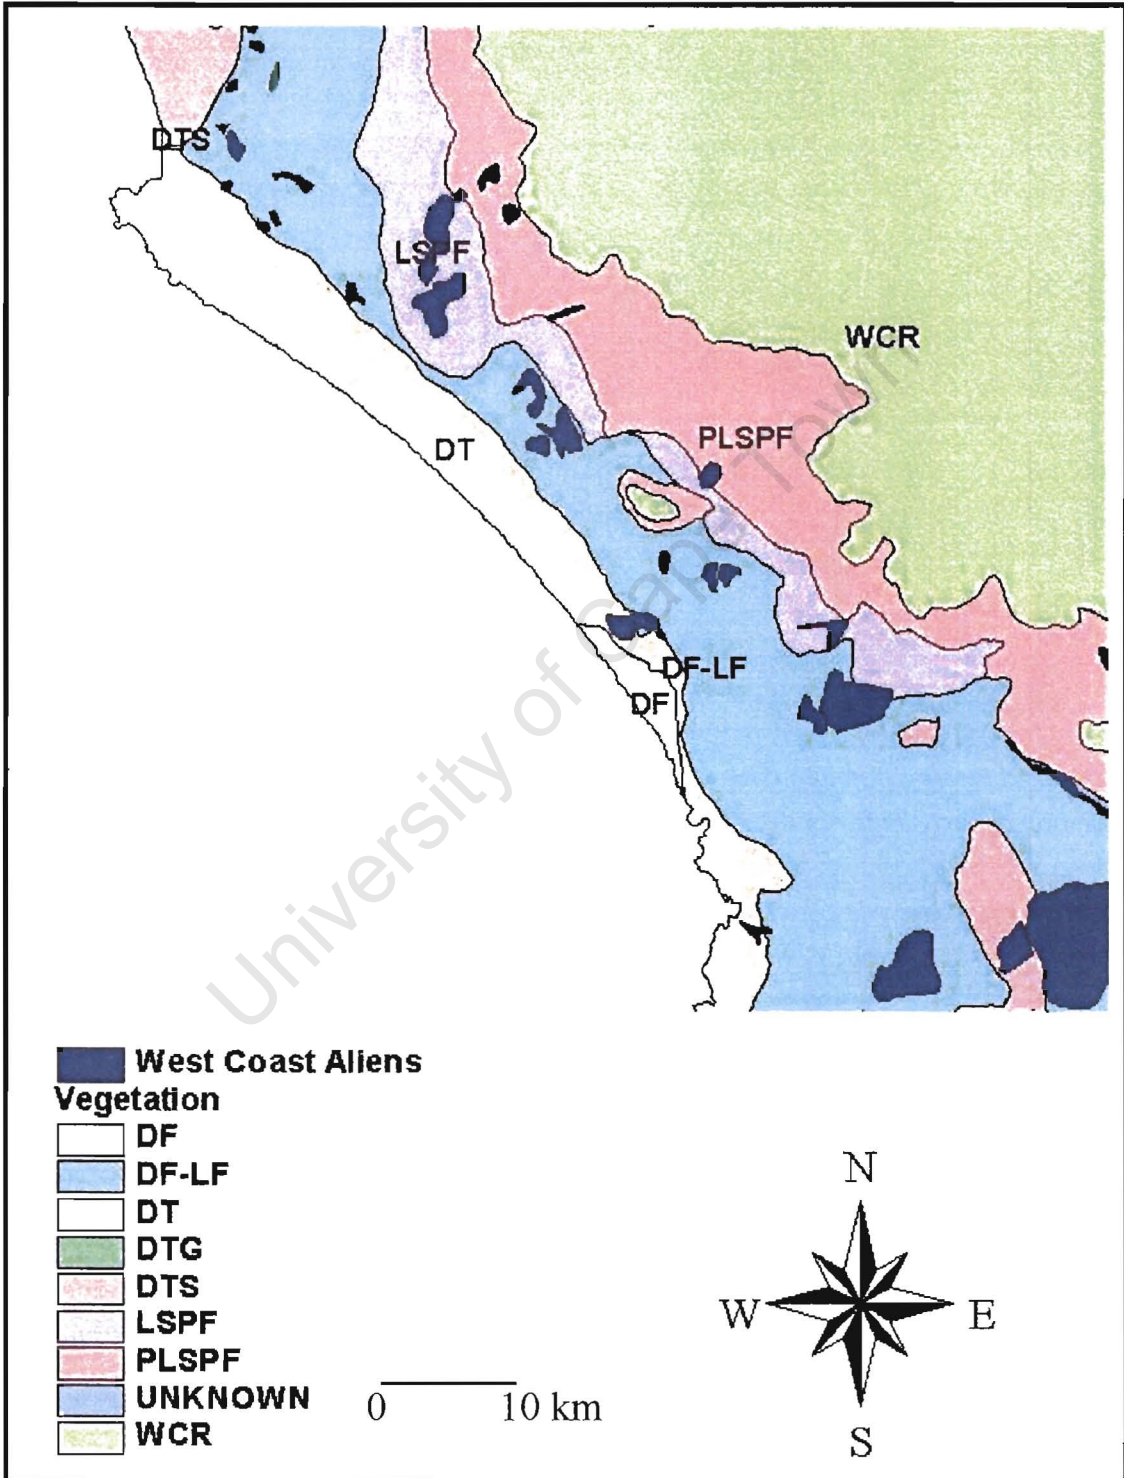 DTS
LSPF
WCR
PLSPF
DT
DF-LF
DF
University of Cape Town
West Coast Aliens
Vegetation
DF
DF-LF
DT
DTG
DTS
LSPF
PLSPF
UNKNOWN
WCR
0 10 km
N
W E
S